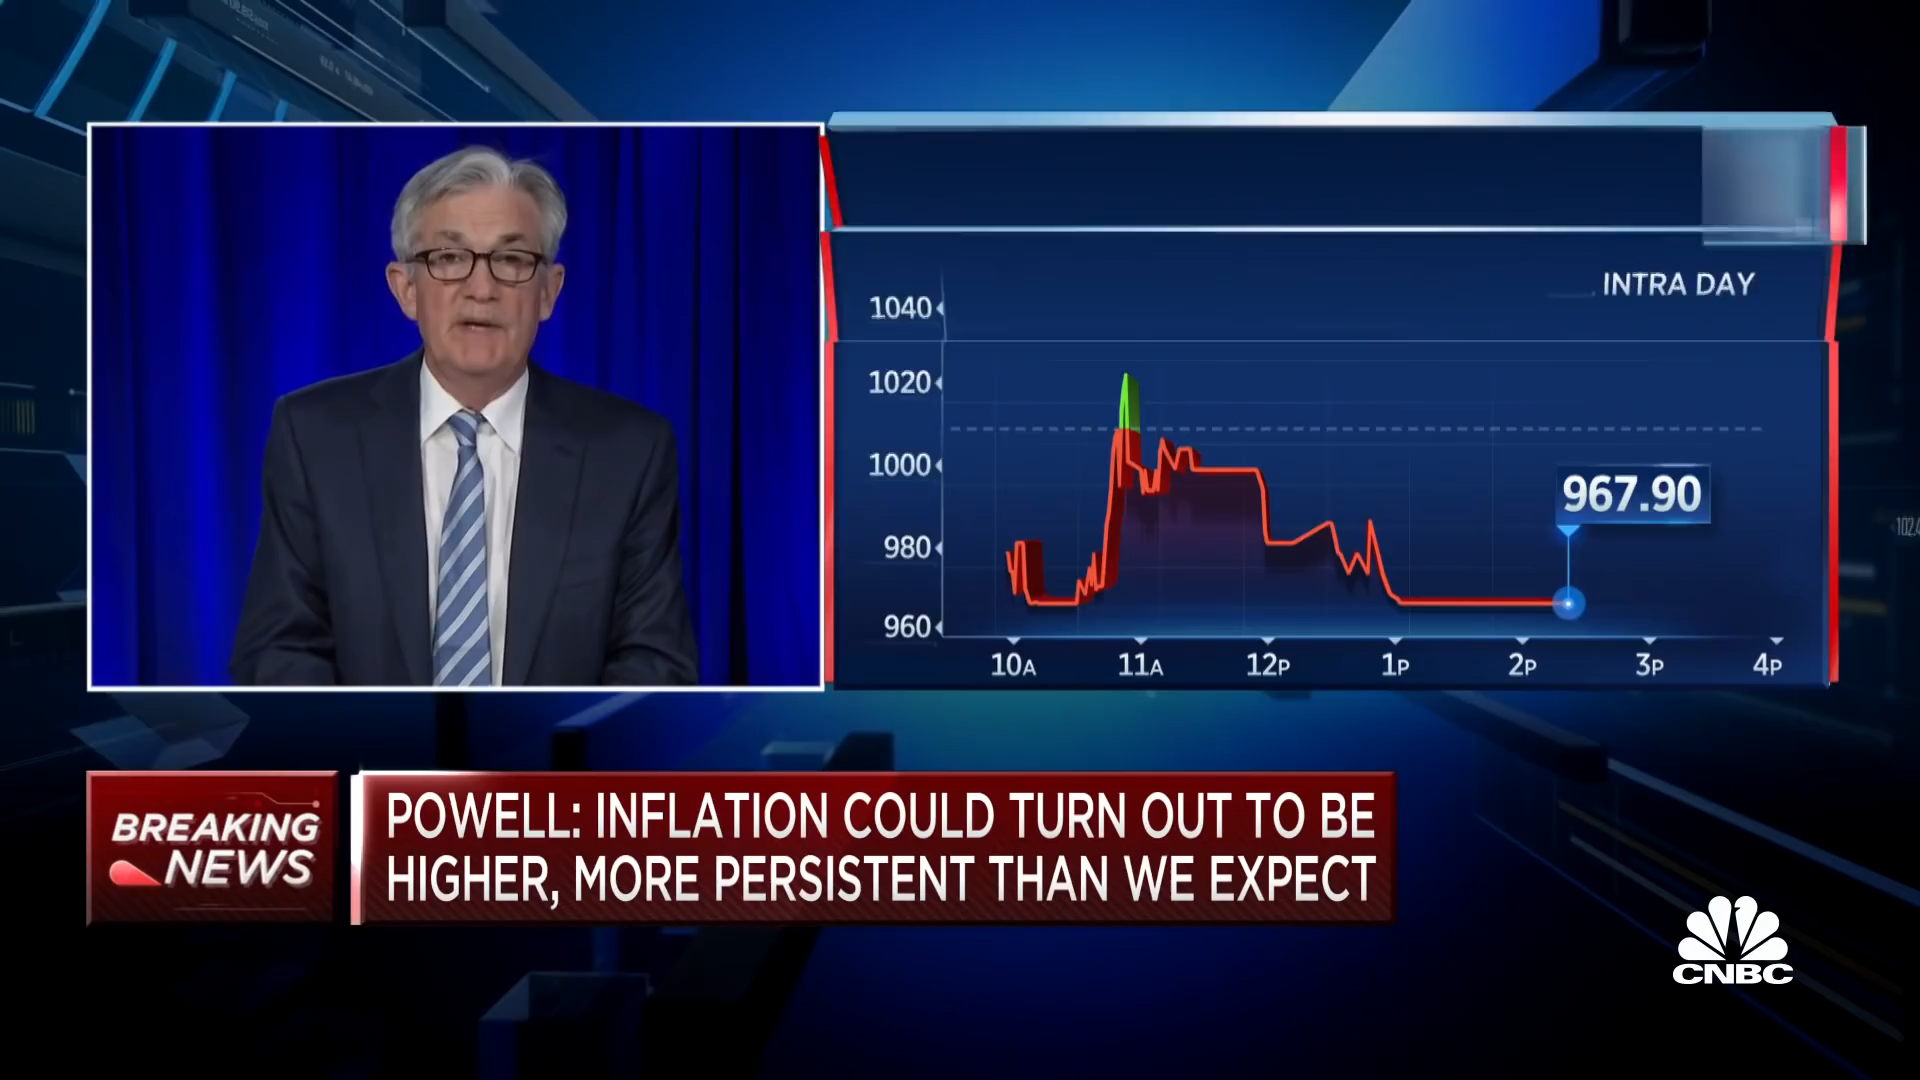 INTRA DAY
1040
1020
1000
980
960
967.90
10A 11A 12P 1P 2P 3P 4P
BREAKING
NEWS
POWELL: INFLATION COULD TURN OUT TO BE
HIGHER, MORE PERSISTENT THAN WE EXPECT
CNBC